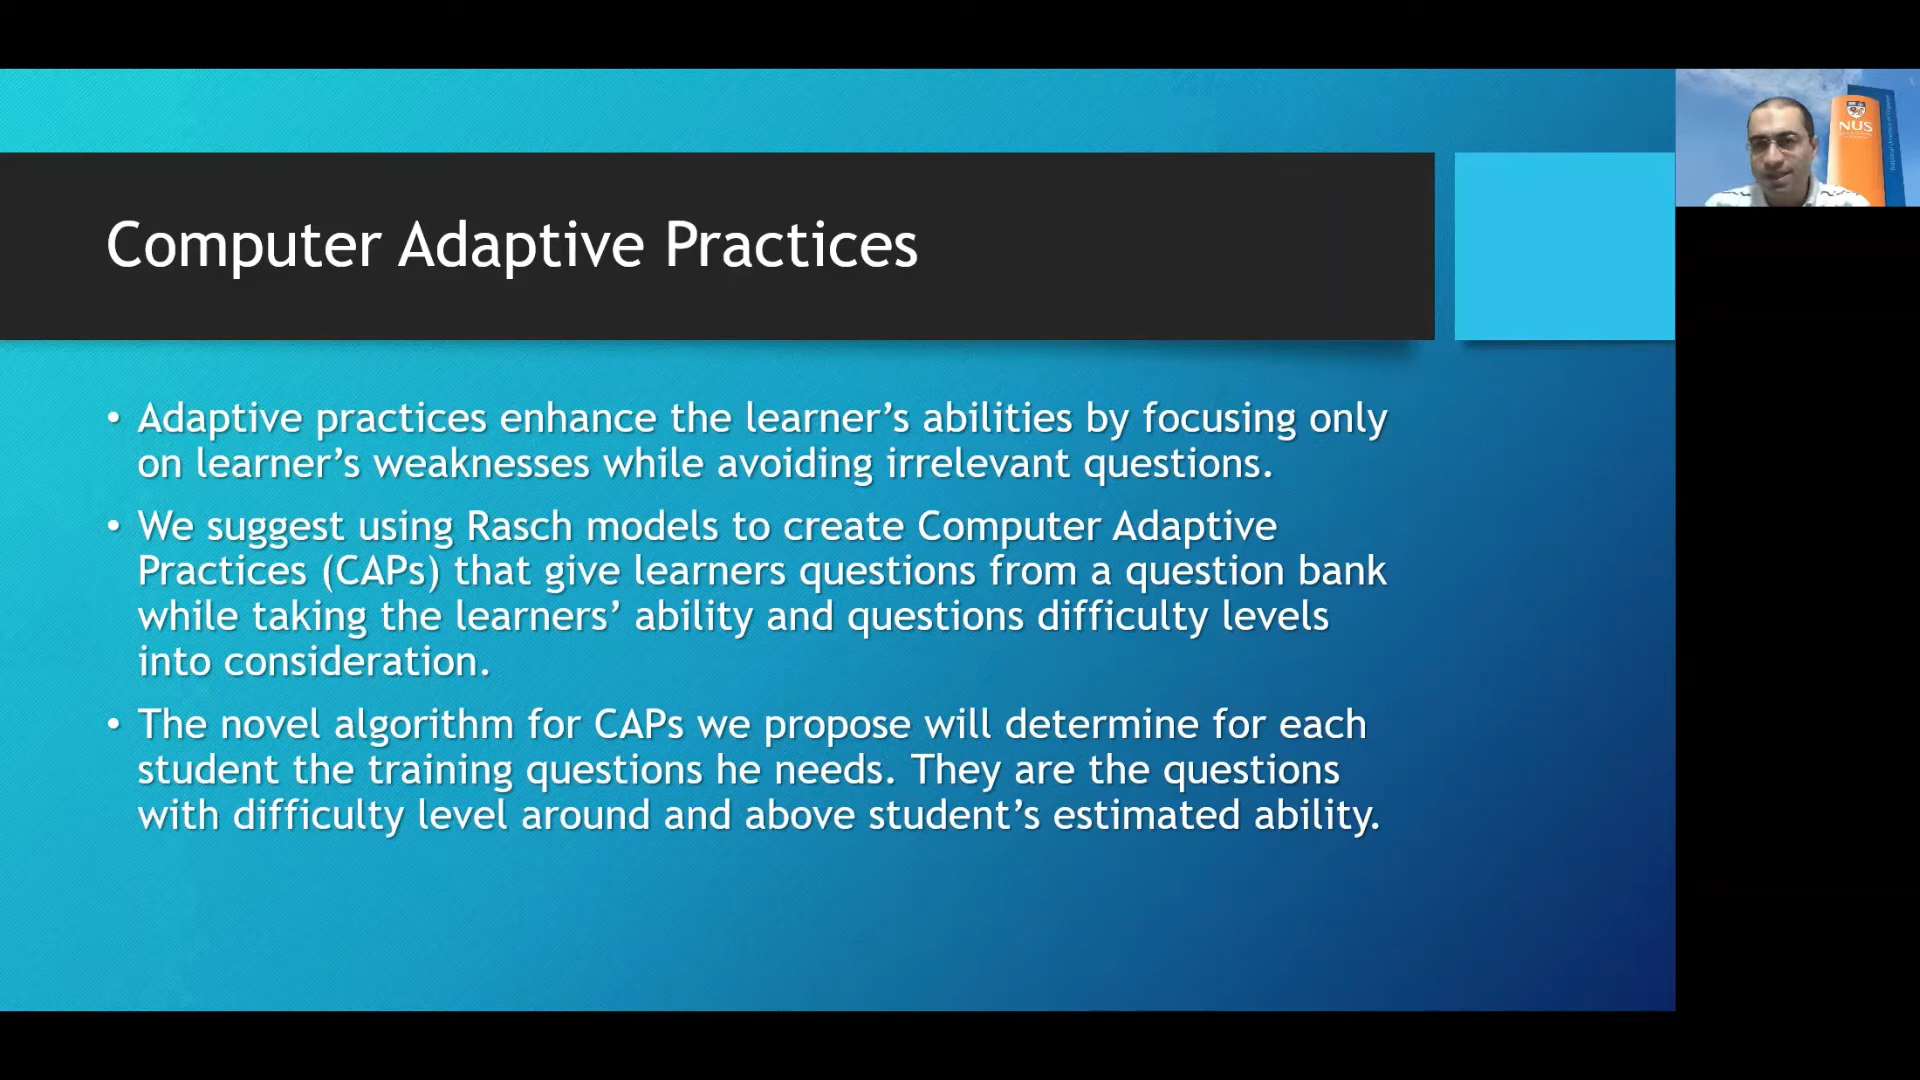 Computer Adaptive Practices
• Adaptive practices enhance the learner’s abilities by focusing only
on learner’s weaknesses while avoiding irrelevant questions.
• We suggest using Rasch models to create Computer Adaptive
Practices (CAPs) that give learners questions from a question bank
while taking the learners’ ability and questions difficulty levels
into consideration.
• The novel algorithm for CAPs we propose will determine for each
student the training questions he needs. They are the questions
with difficulty level around and above student’s estimated ability.
NUS